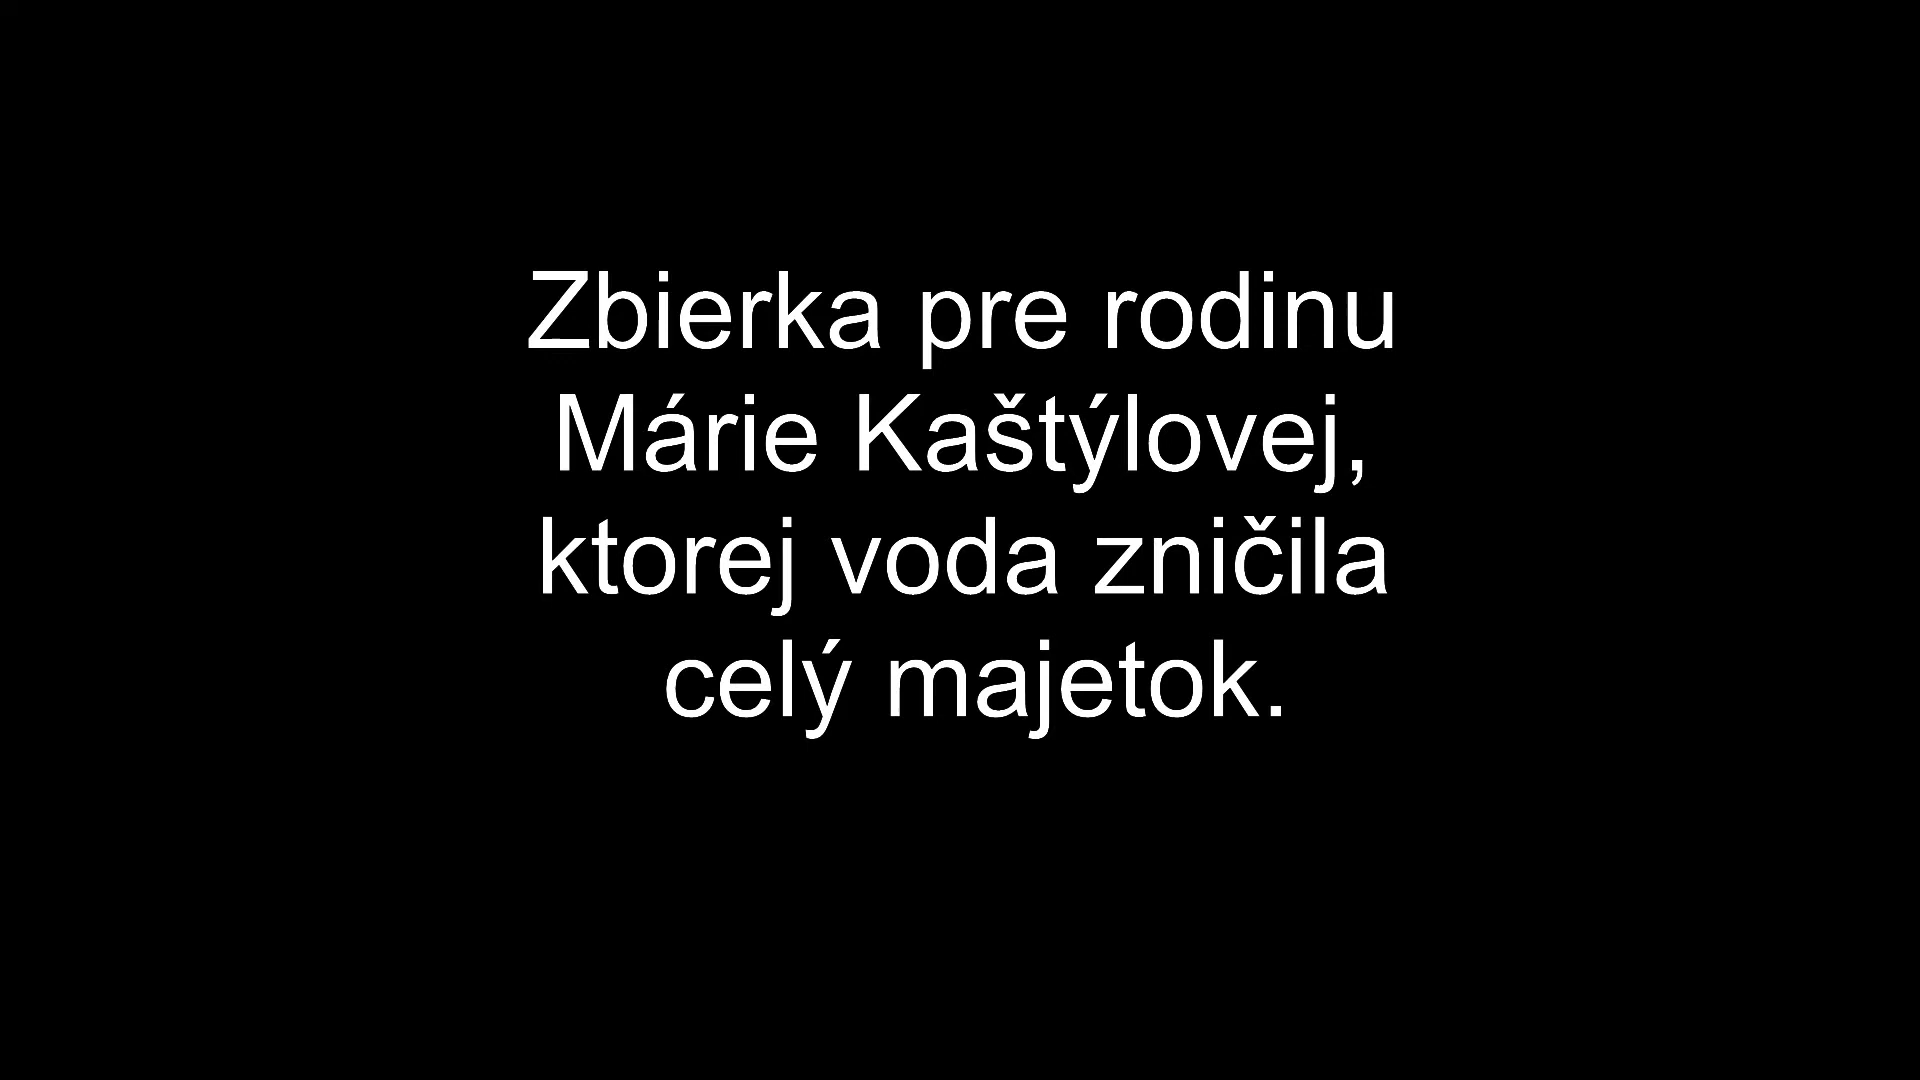 Zbierka pre rodinu
Márie Kaštýlovej,
ktorej voda zničila
celý majetok.